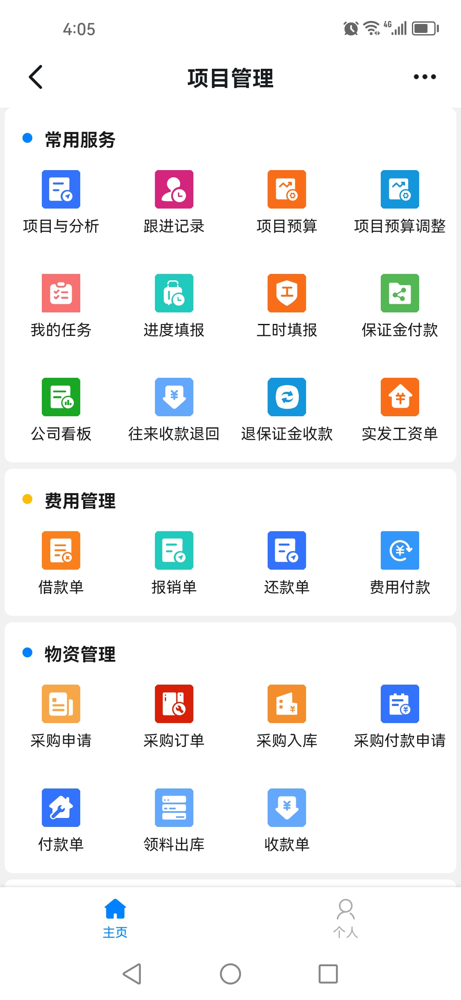 4:05
4G
项目管理
常用服务
项目与分析 跟进记录 项目预算 项目预算调整
我的任务 进度填报 工时填报 保证金付款
公司看板 往来收款退回 退保证金收款 实发工资单
费用管理
借款单 报销单 还款单 费用付款
物资管理
采购申请 采购订单 采购入库 采购付款申请
付款单 领料出库 收款单
主页 个人